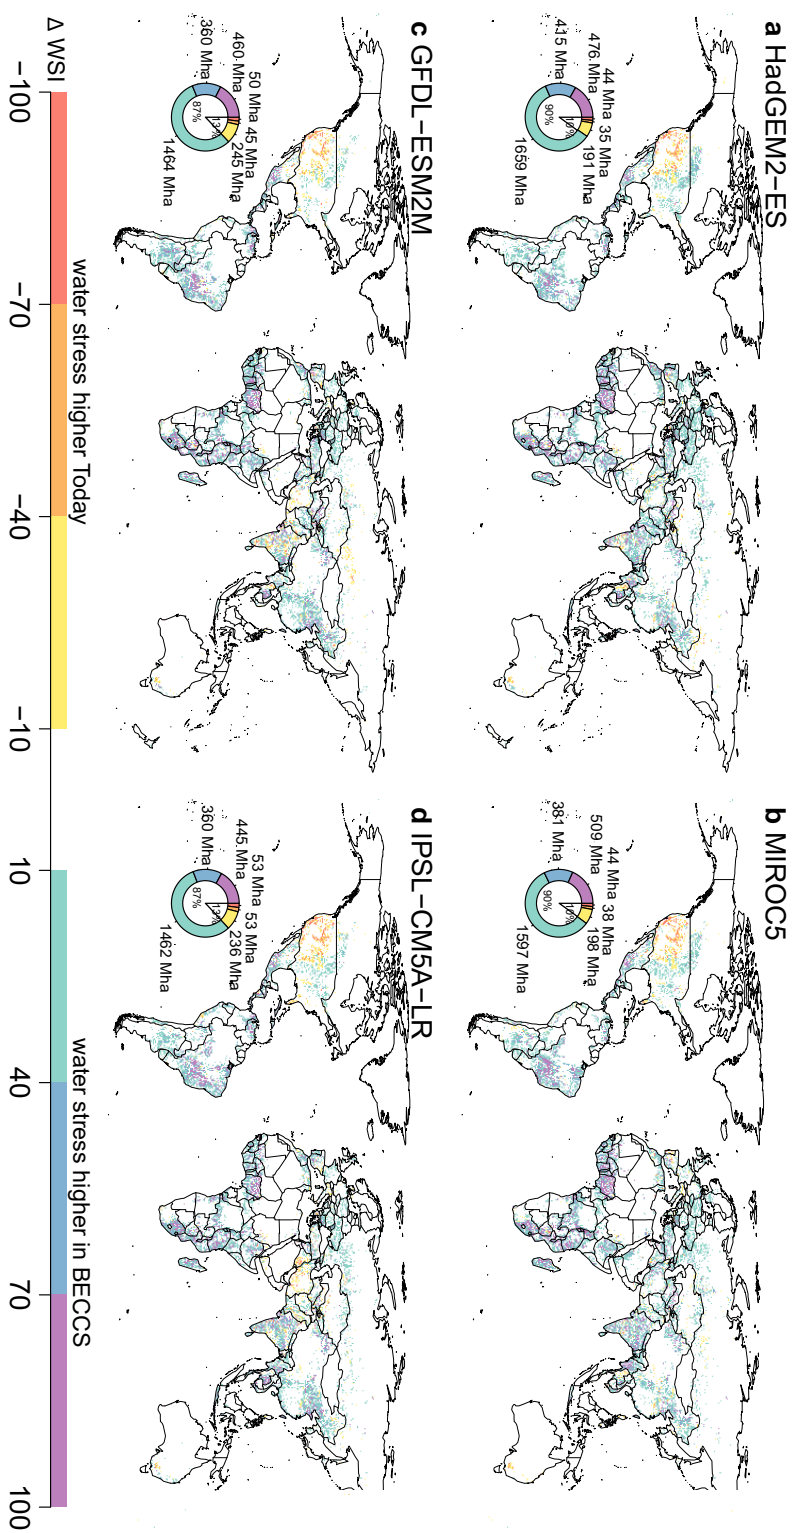 a HadGEM2−ES
44 Mha 35 Mha
476 Mha
191 Mha
415 Mha
90%
10%
1659 Mha
b MIROC5
44 Mha 38 Mha
509 Mha
198 Mha
381 Mha
90%
10%
1597 Mha
c GFDL−ESM2M
50 Mha 45 Mha
460 Mha
245 Mha
360 Mha
87%
13%
1464 Mha
d IPSL−CM5A−LR
53 Mha 53 Mha
445 Mha
236 Mha
360 Mha
87%
13%
1462 Mha
water stress higher Today
water stress higher in BECCS
Δ WSI
−100 −70 −40 −10 10 40 70 100